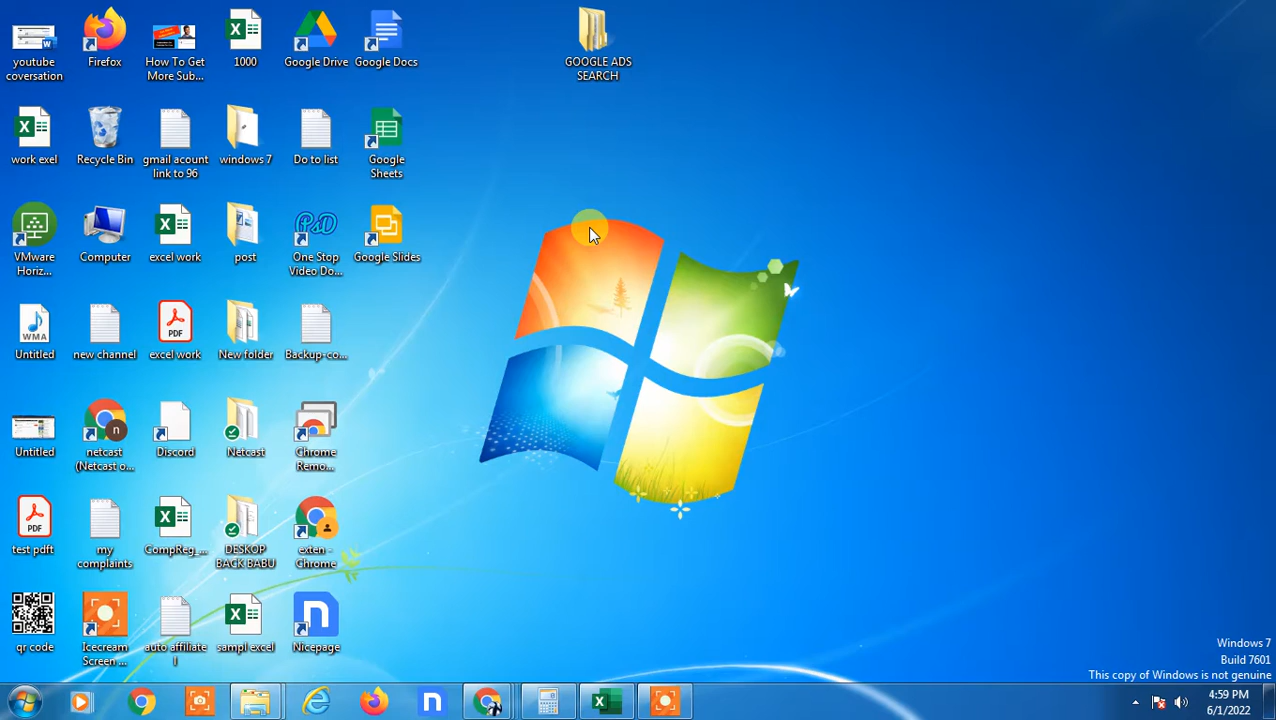 youtube
coversation
Firefox
How To Get
More Sub...
1000
Google Drive
Google Docs
GOOGLE ADS
SEARCH
work exel
Recycle Bin
gmail acount
link to 96
windows 7
Do to list
Google
Sheets
VMware
Horiz...
Computer
excel work
post
One Stop
Video Do...
Google Slides
Untitled
new channel
excel work
New folder
Backup-co...
Untitled
netcast
(Netcast o...
Discord
Netcast
Chrome
Remo...
test pdft
my
complaints
CompReg_...
DESKOP
BACK BABU
exten -
Chrome
qr code
Icecream
Screen ...
auto affiliate
l
sampl excel
Nicepage
Windows 7
Build 7601
This copy of Windows is not genuine
4:59 PM
6/1/2022